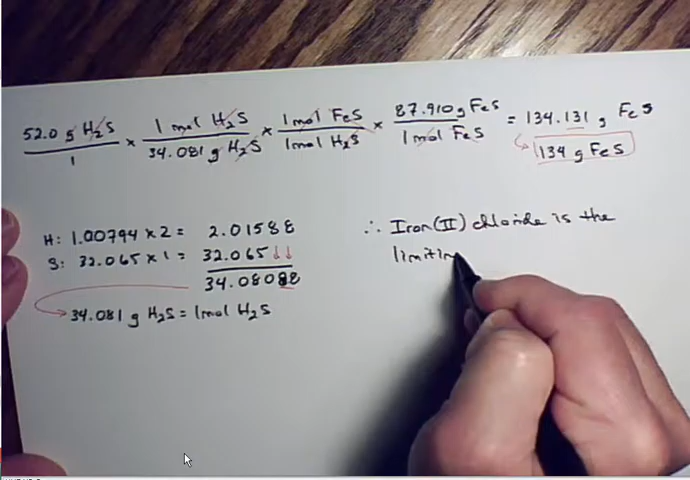 52.0 g H₂S / 1 × 1 mol H₂S / 34.081 g H₂S × 1 mol FeS / 1 mol H₂S × 87.910 g FeS / 1 mol FeS = 134.131 g FeS
134 g FeS
H: 1.00794 × 2 = 2.01588
S: 32.065 × 1 = 32.065
34.08088
34.081 g H₂S = 1 mol H₂S
∴ Iron(II) chloride is the
limitin